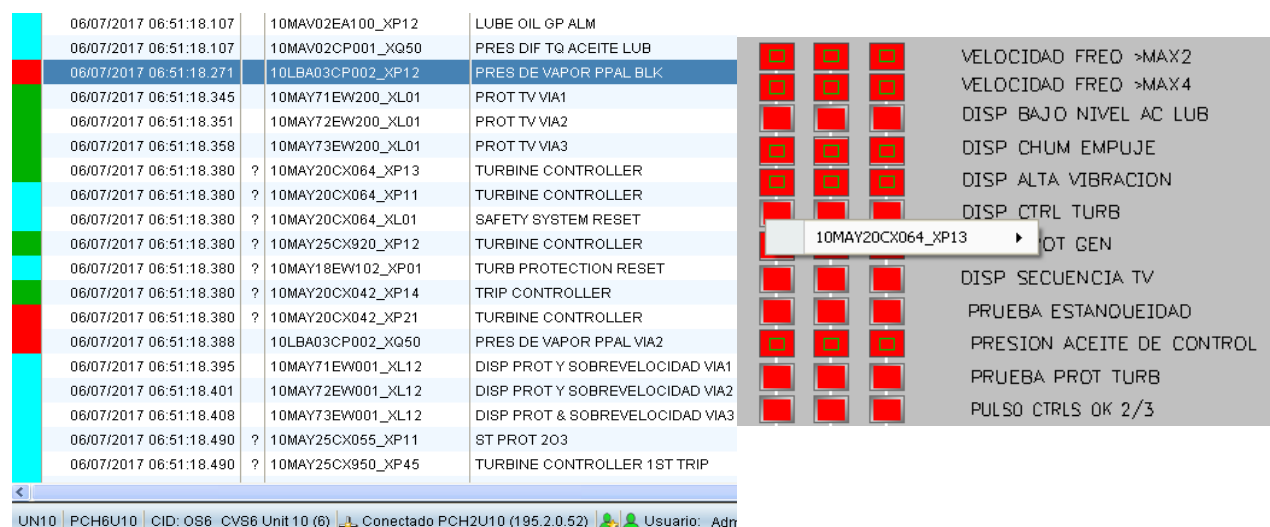 06/07/2017 06:51:18.107 10MAV02EA100_XP12 LUBE OIL GP ALM
06/07/2017 06:51:18.107 10MAV02CP001_XQ50 PRES DIF TQ ACEITE LUB
06/07/2017 06:51:18.271 10LBA03CP002_XP12 PRES DE VAPOR PPAL BLK
06/07/2017 06:51:18.345 10MAY71EW200_XL01 PROT TV VIA1
06/07/2017 06:51:18.351 10MAY72EW200_XL01 PROT TV VIA2
06/07/2017 06:51:18.358 10MAY73EW200_XL01 PROT TV VIA3
06/07/2017 06:51:18.380 ? 10MAY20CX064_XP13 TURBINE CONTROLLER
06/07/2017 06:51:18.380 ? 10MAY20CX064_XP11 TURBINE CONTROLLER
06/07/2017 06:51:18.380 ? 10MAY20CX064_XL01 SAFETY SYSTEM RESET
06/07/2017 06:51:18.380 ? 10MAY25CX920_XP12 TURBINE CONTROLLER
06/07/2017 06:51:18.380 ? 10MAY18EW102_XP01 TURB PROTECTION RESET
06/07/2017 06:51:18.380 ? 10MAY20CX042_XP14 TRIP CONTROLLER
06/07/2017 06:51:18.380 ? 10MAY20CX042_XP21 TURBINE CONTROLLER
06/07/2017 06:51:18.388 10LBA03CP002_XQ50 PRES DE VAPOR PPAL VIA2
06/07/2017 06:51:18.395 10MAY71EW001_XL12 DISP PROT Y SOBREVELOCIDAD VIA1
06/07/2017 06:51:18.401 10MAY72EW001_XL12 DISP PROT Y SOBREVELOCIDAD VIA2
06/07/2017 06:51:18.408 10MAY73EW001_XL12 DISP PROT & SOBREVELOCIDAD VIA3
06/07/2017 06:51:18.490 ? 10MAY25CX055_XP11 ST PROT 2O3
06/07/2017 06:51:18.490 ? 10MAY25CX950_XP45 TURBINE CONTROLLER 1ST TRIP
UN10 PCH6U10 CID: OS6 CVS6 Unit 10 (6) Conectado PCH2U10 (195.2.0.52) Usuario: Adm
VELOCIDAD FREQ >MAX2
VELOCIDAD FREQ >MAX4
DISP BAJO NIVEL AC LUB
DISP CHUM EMPUJE
DISP ALTA VIBRACION
DISP CTRL TURB
10MAY20CX064_XP13 OT GEN
DISP SECUENCIA TV
PRUEBA ESTANQUEIDAD
PRESION ACEITE DE CONTROL
PRUEBA PROT TURB
PULSO CTRLS OK 2/3